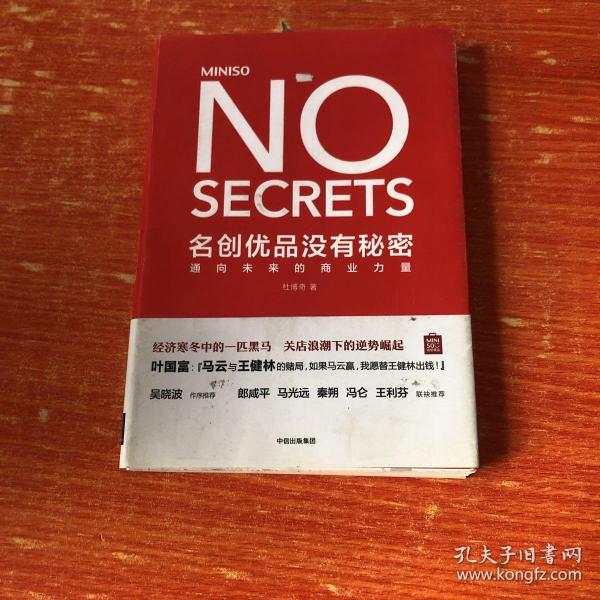 MINISO
NO
SECRETS
名创优品没有秘密
通向未来的商业力量
杜博奇 著
经济寒冬中的一匹黑马 关店浪潮下的逆势崛起
叶国富：『马云与王健林的赌局，如果马云赢，我愿替王健林出钱！』
吴晓波 作序推荐 郎咸平 马光远 秦朔 冯仑 王利芬 联袂推荐
MINI
SO
中信出版集团
孔夫子旧书网
www.kongfz.com